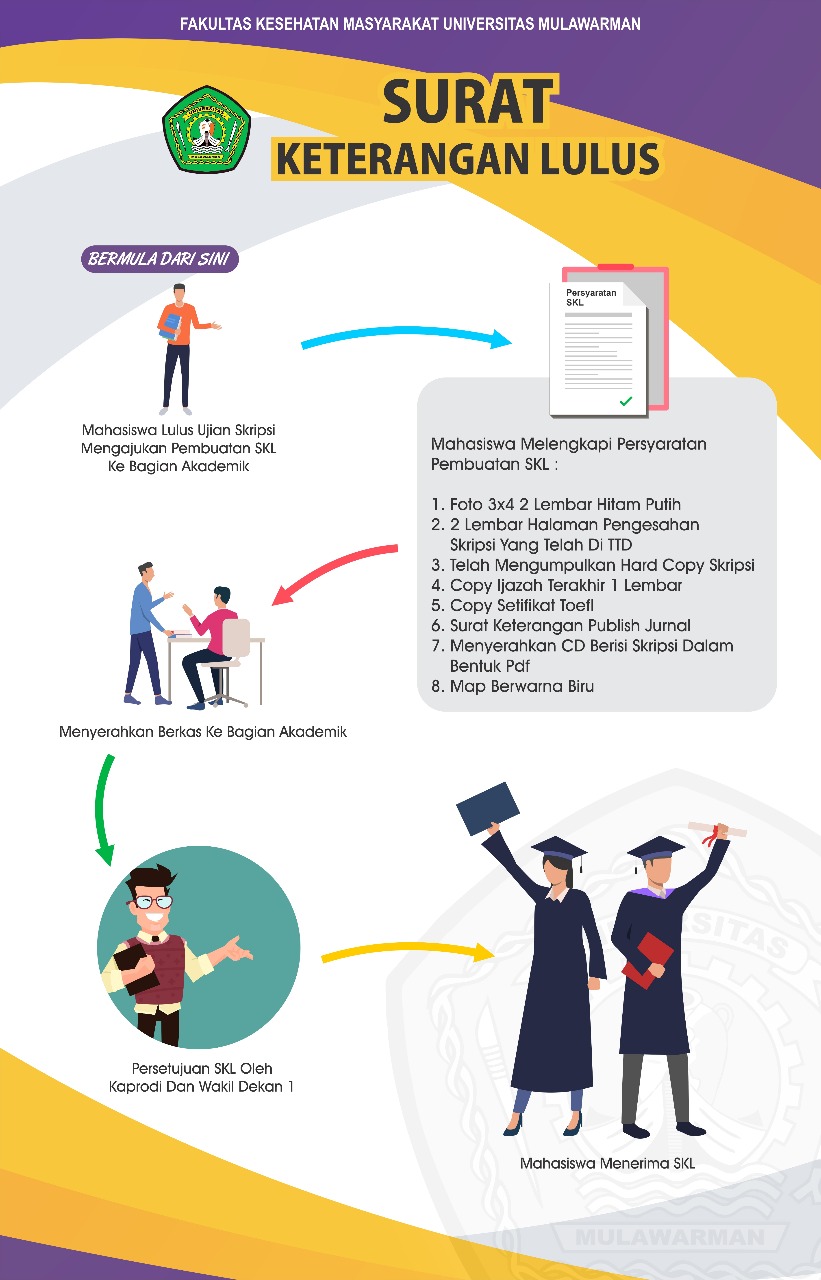 FAKULTAS KESEHATAN MASYARAKAT UNIVERSITAS MULAWARMAN
SURAT
KETERANGAN LULUS
MULAWARMAN
BERMULA DARI SINI
Persyaratan
SKL
Mahasiswa Lulus Ujian Skripsi
Mengajukan Pembuatan SKL
Ke Bagian Akademik
Mahasiswa Melengkapi Persyaratan
Pembuatan SKL :
1. Foto 3x4 2 Lembar Hitam Putih
2. 2 Lembar Halaman Pengesahan
Skripsi Yang Telah Di TTD
3. Telah Mengumpulkan Hard Copy Skripsi
4. Copy Ijazah Terakhir 1 Lembar
5. Copy Setifikat Toefl
6. Surat Keterangan Publish Jurnal
7. Menyerahkan CD Berisi Skripsi Dalam
Bentuk Pdf
8. Map Berwarna Biru
Menyerahkan Berkas Ke Bagian Akademik
Persetujuan SKL Oleh
Kaprodi Dan Wakil Dekan 1
Mahasiswa Menerima SKL
MULAWARMAN